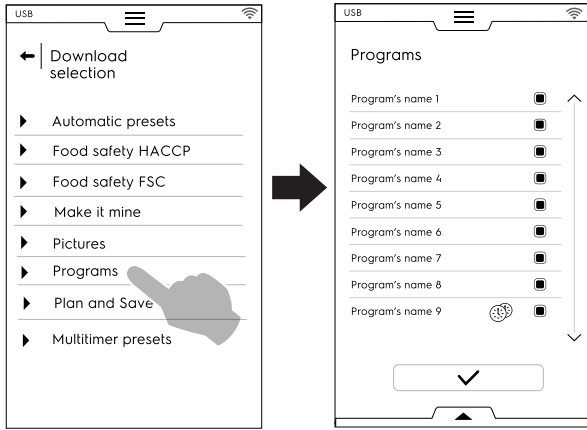 USB
Download
selection
Automatic presets
Food safety HACCP
Food safety FSC
Make it mine
Pictures
Programs
Plan and Save
Multitimer presets
USB
Programs
Program's name 1
Program's name 2
Program's name 3
Program's name 4
Program's name 5
Program's name 6
Program's name 7
Program's name 8
Program's name 9